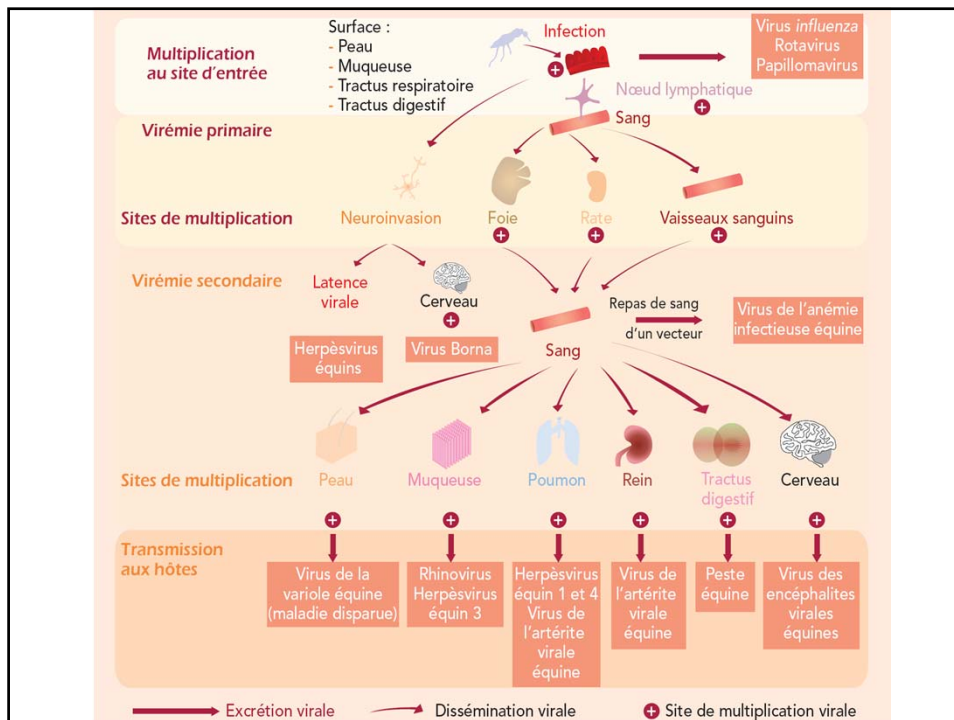 Multiplication
au site d'entrée
Surface :
- Peau
- Muqueuse
- Tractus respiratoire
- Tractus digestif
Infection
Virus influenza
Rotavirus
Papillomavirus
Nœud lymphatique
Virémie primaire
Sang
Sites de multiplication
Neuroinvasion
Foie
Rate
Vaisseaux sanguins
Virémie secondaire
Latence
virale
Cerveau
Herpèsvirus
équins
Virus Borna
Sang
Repas de sang
d'un vecteur
Virus de l'anémie
infectieuse équine
Sites de multiplication
Peau
Muqueuse
Poumon
Rein
Tractus
digestif
Cerveau
Transmission
aux hôtes
Virus de la
variole équine
(maladie disparue)
Rhinovirus
Herpèsvirus
équin 3
Herpèsvirus
équin 1 et 4
Virus de
l'artérite
virale
équine
Virus de
l'artérite
virale
équine
Peste
équine
Virus des
encéphalites
virales
équines
Excrétion virale
Dissémination virale
Site de multiplication virale